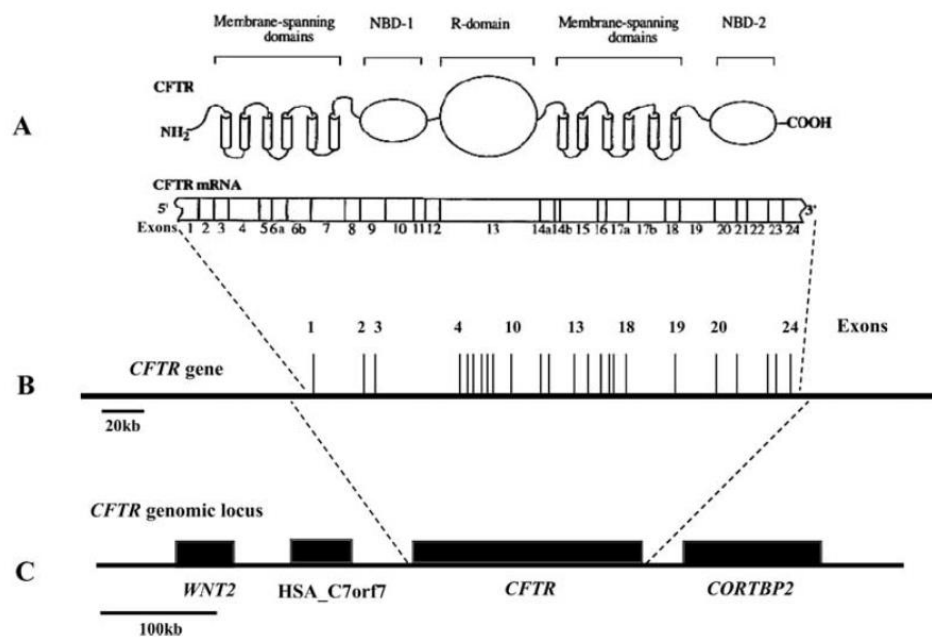 Membrane-spanning domains NBD-1 R-domain Membrane-spanning domains NBD-2
CFTR
A
NH2 COOH
CFTR mRNA
5' 3'
Exons 1 2 3 4 5 6a 6b 7 8 9 10 11 12 13 14a 14b 15 16 17a 17b 18 19 20 21 22 23 24
1 2 3 4 10 13 18 19 20 24 Exons
CFTR gene
B
20kb
CFTR genomic locus
C
WNT2 HSA_C7orf7 CFTR CORTBP2
100kb